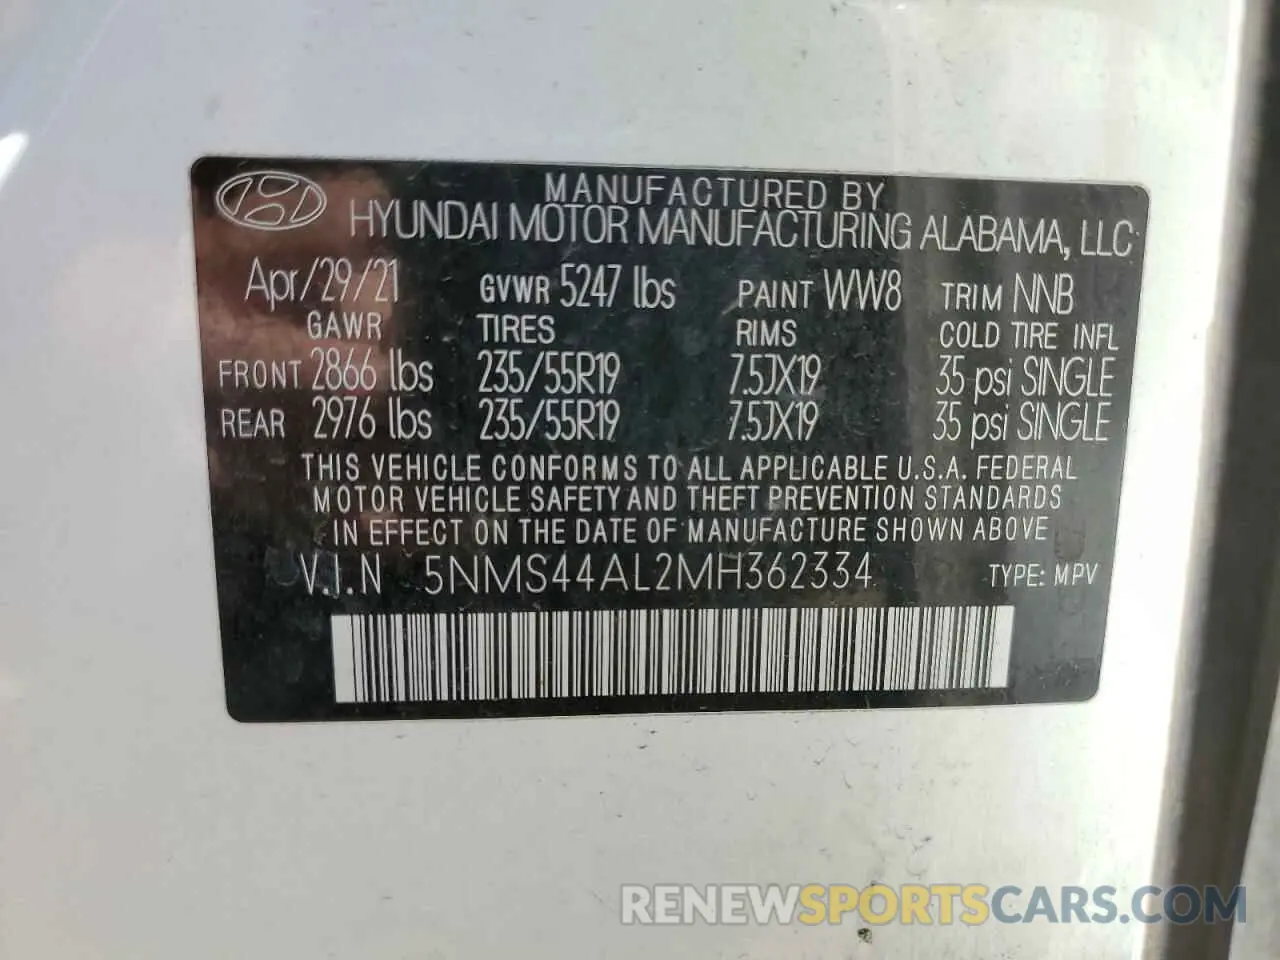 MANUFACTURED BY
HYUNDAI MOTOR MANUFACTURING ALABAMA, LLC
Apr/29/21 GVWR 5247 lbs PAINT WW8 TRIM NNB
GAWR TIRES RIMS COLD TIRE INFL
FRONT 2866 lbs 235/55R19 7.5JX19 35 psi SINGLE
REAR 2976 lbs 235/55R19 7.5JX19 35 psi SINGLE
THIS VEHICLE CONFORMS TO ALL APPLICABLE U.S.A. FEDERAL
MOTOR VEHICLE SAFETY AND THEFT PREVENTION STANDARDS
IN EFFECT ON THE DATE OF MANUFACTURE SHOWN ABOVE
V.I.N 5NMS44AL2MH362334 TYPE: MPV
RENEWSPORTSCARS.COM